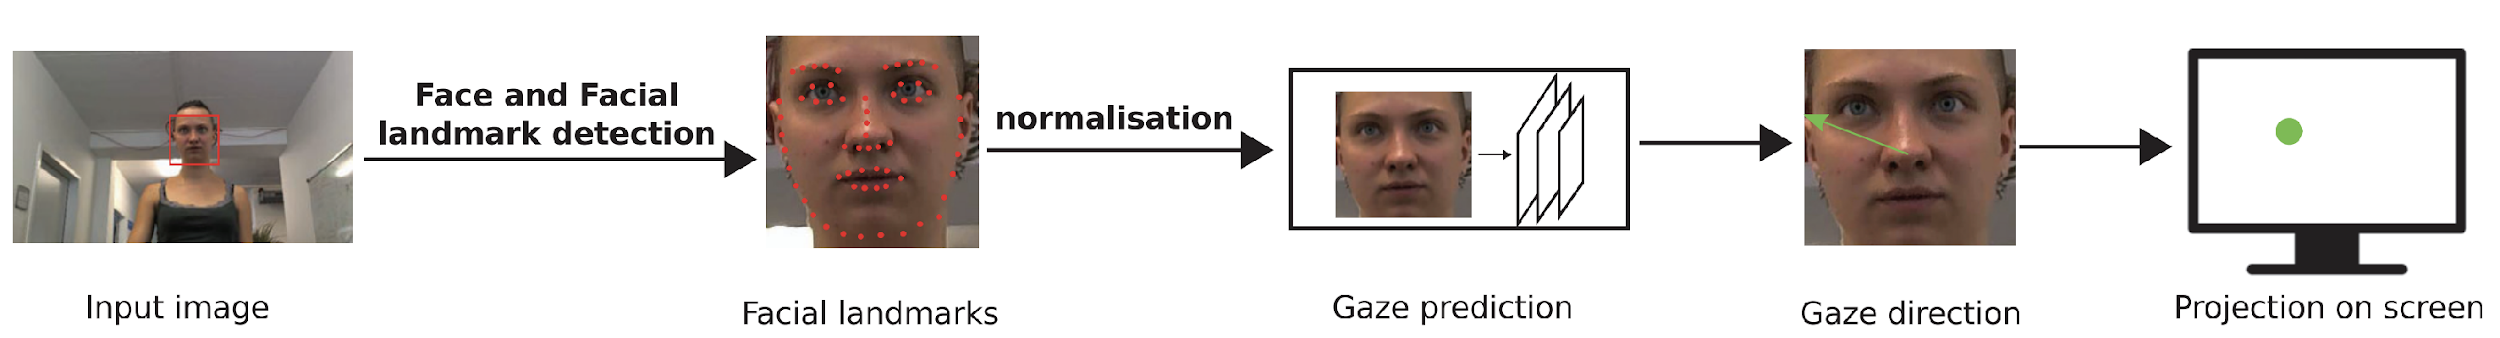 Face and Facial
landmark detection
normalisation
Input image
Facial landmarks
Gaze prediction
Gaze direction
Projection on screen